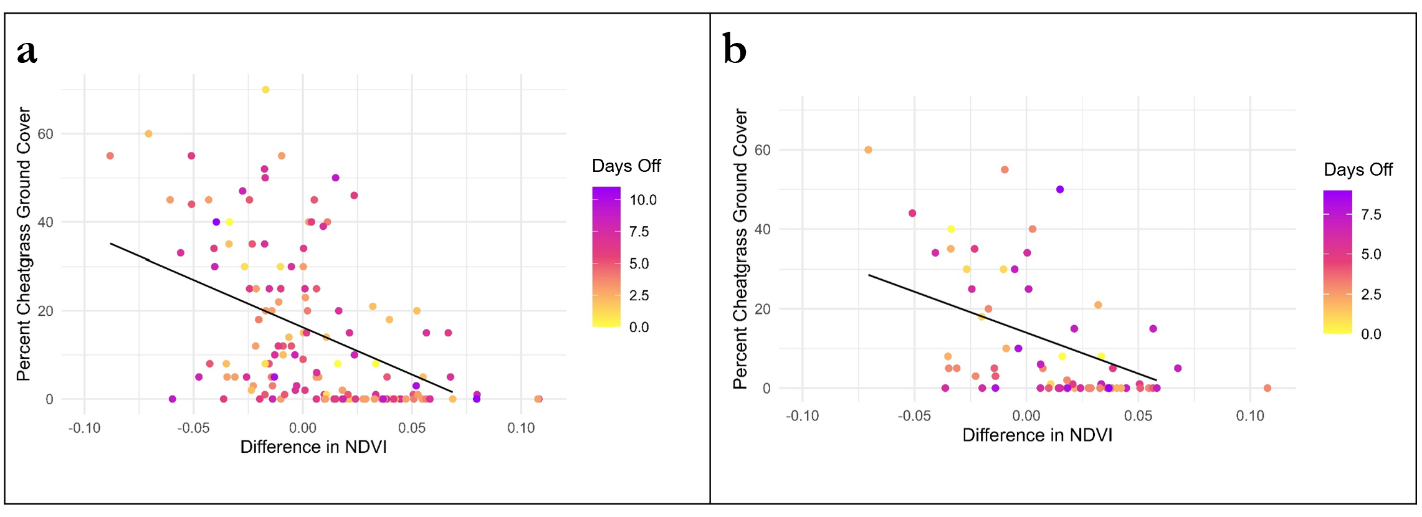 a
Percent Cheatgrass Ground Cover
60
40
20
0
-0.10 -0.05 0.00 0.05 0.10
Difference in NDVI
Days Off
10.0
7.5
5.0
2.5
0.0
b
Percent Cheatgrass Ground Cover
60
40
20
0
-0.10 -0.05 0.00 0.05 0.10
Difference in NDVI
Days Off
7.5
5.0
2.5
0.0